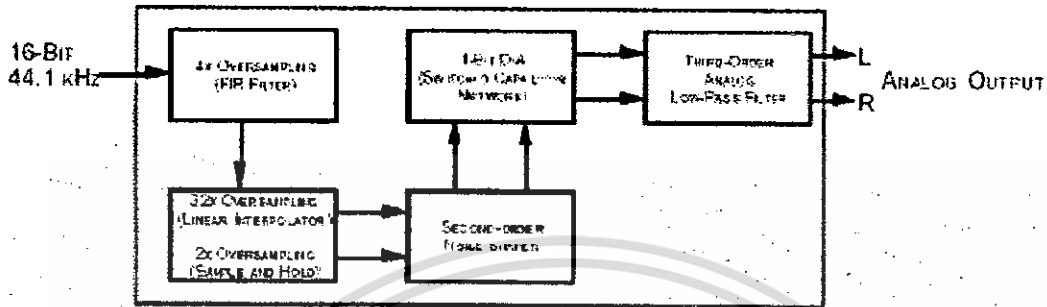 16-BIT
44.1 kHz
4x OVERSAMPLING
(FIR FILTER)
32x OVERSAMPLING
(LINEAR INTERPOLATOR)
2x OVERSAMPLING
(SAMPLE AND HOLD)
SECOND-ORDER
NOISE SHAPER
1-BIT D/A
(SWITCHED CAPACITOR
NETWORK)
THIRD-ORDER
ANALOG
LOW-PASS FILTER
L
R
ANALOG OUTPUT